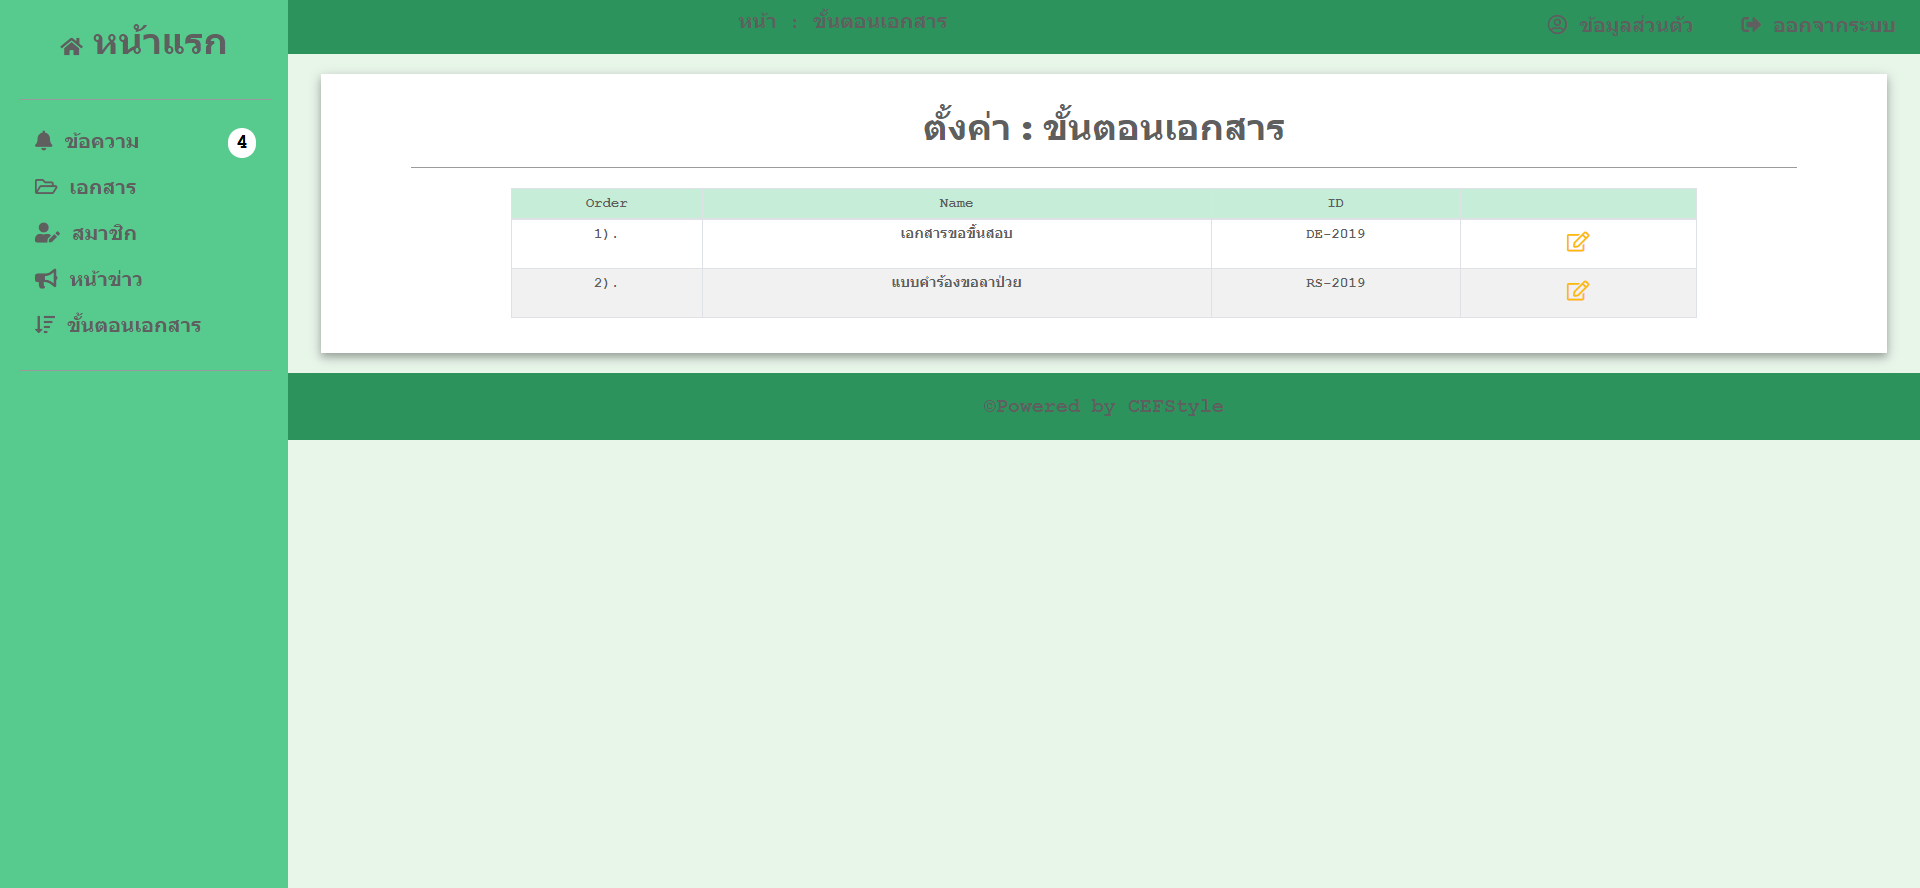 หน้าแรก
ข้อความ 4
เอกสาร
สมาชิก
หน้าข่าว
ขั้นตอนเอกสาร
หน้า : ขั้นตอนเอกสาร
ข้อมูลส่วนตัว ออกจากระบบ
ตั้งค่า : ขั้นตอนเอกสาร
Order Name ID
1). เอกสารขอขึ้นสอบ DE-2019
2). แบบคำร้องขอลาป่วย RS-2019
©Powered by CEFStyle